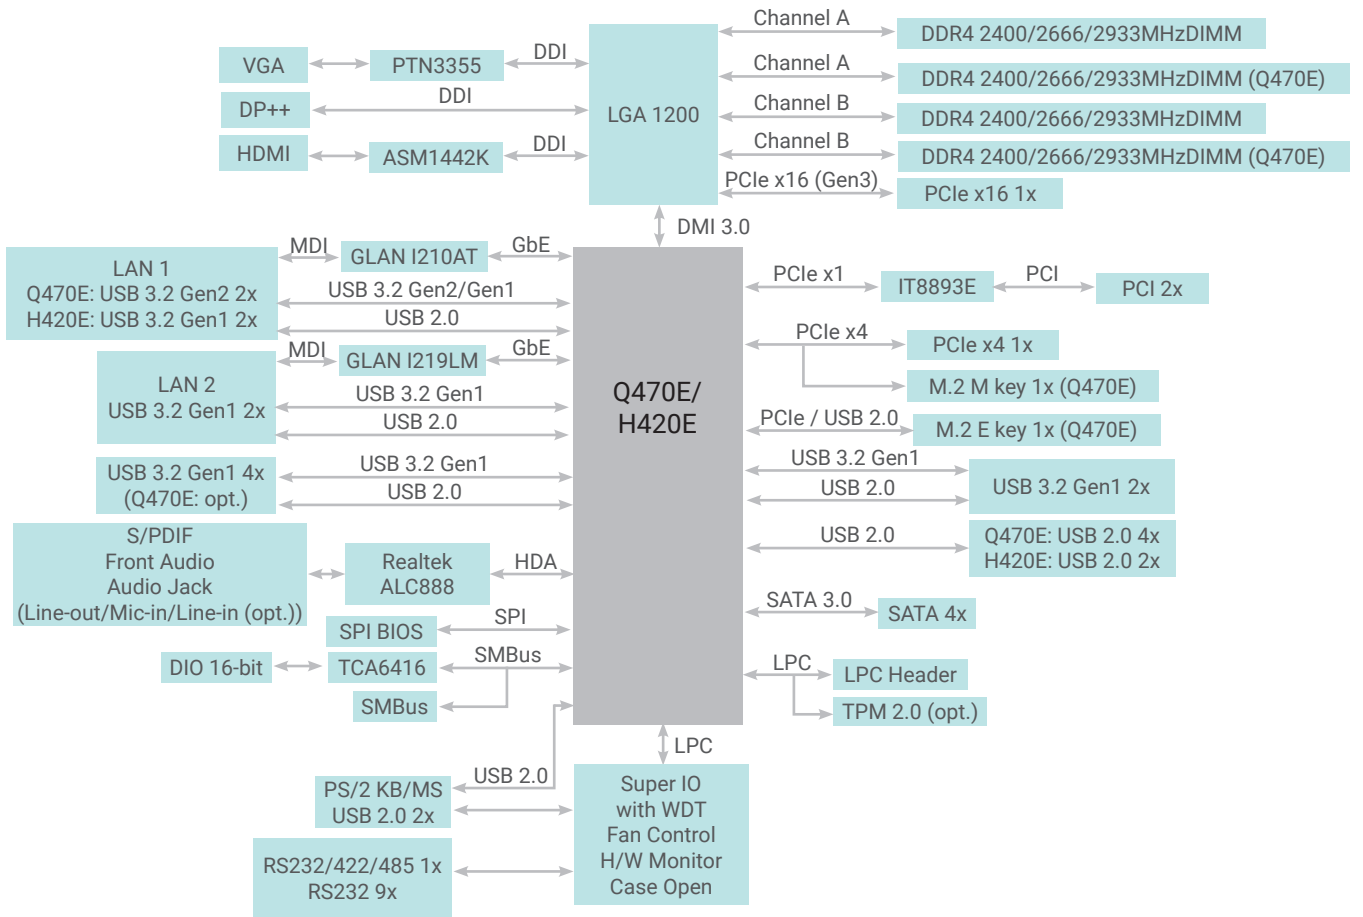 Channel A
DDR4 2400/2666/2933MHzDIMM
VGA
PTN3355
DDI
Channel A
DDR4 2400/2666/2933MHzDIMM (Q470E)
DP++
DDI
LGA 1200
Channel B
DDR4 2400/2666/2933MHzDIMM
HDMI
ASM1442K
DDI
Channel B
DDR4 2400/2666/2933MHzDIMM (Q470E)
PCIe x16 (Gen3)
PCIe x16 1x
DMI 3.0
LAN 1
Q470E: USB 3.2 Gen2 2x
H420E: USB 3.2 Gen1 2x
MDI
GLAN I210AT
GbE
USB 3.2 Gen2/Gen1
USB 2.0
LAN 2
USB 3.2 Gen1 2x
MDI
GLAN I219LM
GbE
USB 3.2 Gen1
USB 2.0
USB 3.2 Gen1 4x
(Q470E: opt.)
USB 3.2 Gen1
USB 2.0
S/PDIF
Front Audio
Audio Jack
(Line-out/Mic-in/Line-in (opt.))
Realtek
ALC888
HDA
SPI BIOS
SPI
DIO 16-bit
TCA6416
SMBus
SMBus
Q470E/
H420E
PCIe x1
IT8893E
PCI
PCI 2x
PCIe x4
PCIe x4 1x
M.2 M key 1x (Q470E)
PCIe / USB 2.0
M.2 E key 1x (Q470E)
USB 3.2 Gen1
USB 2.0
USB 3.2 Gen1 2x
USB 2.0
Q470E: USB 2.0 4x
H420E: USB 2.0 2x
SATA 3.0
SATA 4x
LPC
LPC Header
TPM 2.0 (opt.)
LPC
USB 2.0
PS/2 KB/MS
USB 2.0 2x
RS232/422/485 1x
RS232 9x
Super IO
with WDT
Fan Control
H/W Monitor
Case Open